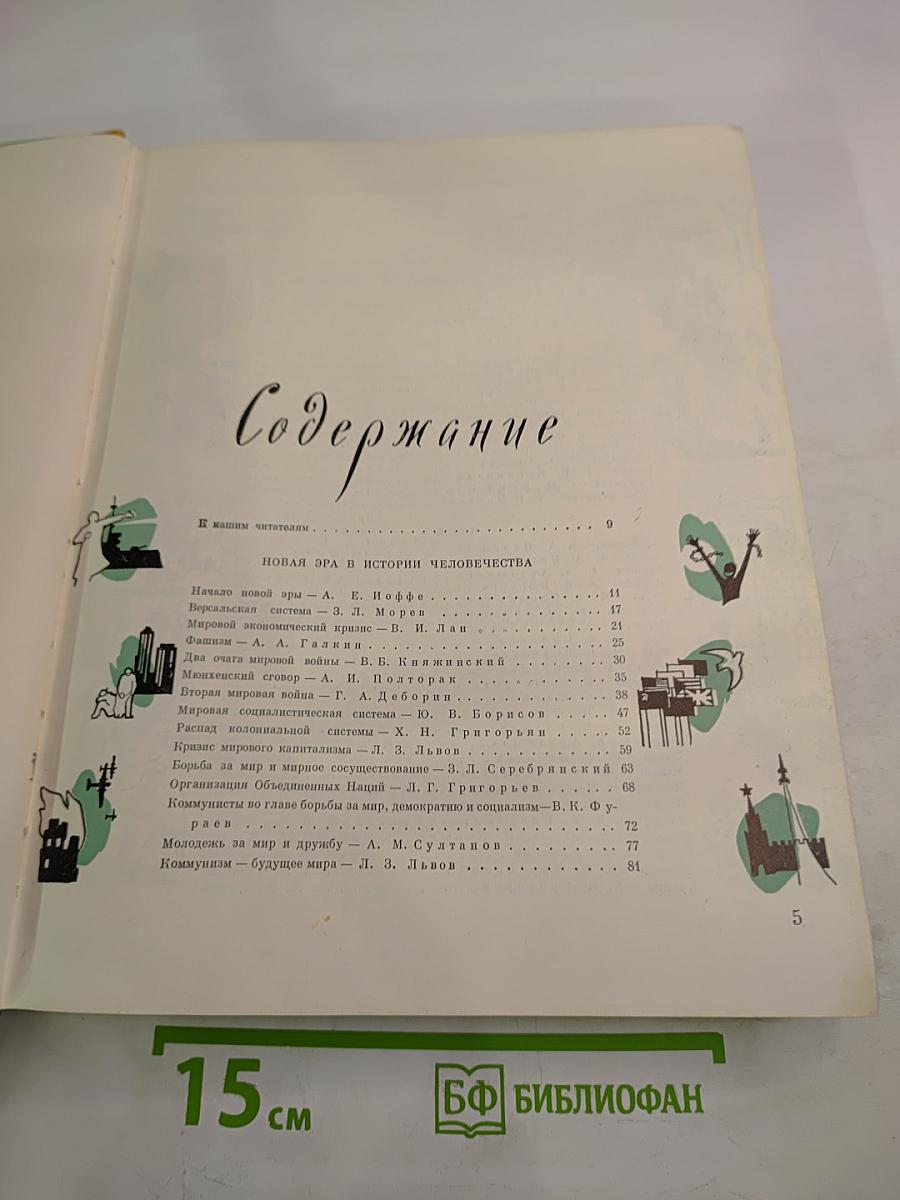 Содержание
К нашим читателям . . . . . . . . . . . . . . . . . . . . . . . . . . 9
НОВАЯ ЭРА В ИСТОРИИ ЧЕЛОВЕЧЕСТВА
Начало новой эры — А. Е. Иоффе . . . . . . . . . . . . . . . . 11
Версальская система — З. Л. Морев . . . . . . . . . . . . . . . 17
Мировой экономический кризис — В. И. Лан . . . . . . . . . . . 21
Фашизм — А. А. Галкин . . . . . . . . . . . . . . . . . . . . . 25
Два очага мировой войны — В. Б. Княжинский . . . . . . . . 30
Мюнхенский сговор — А. И. Полторак . . . . . . . . . . . . 35
Вторая мировая война — Г. А. Деборин . . . . . . . . . . . . 38
Мировая социалистическая система — Ю. В. Борисов . . . . . 47
Распад колониальной системы — Х. Н. Григорьян . . . . . 52
Кризис мирового капитализма — Л. З. Львов . . . . . . . . . . . 59
Борьба за мир и мирное сосуществование — З. Л. Серебрянский 63
Организация Объединенных Наций — Л. Г. Григорьев . . . . . . 68
Коммунисты во главе борьбы за мир, демократию и социализм—В. К. Фу-
раев . . . . . . . . . . . . . . . . . . . . . . . . . . . . . . . 72
Молодежь за мир и дружбу — А. М. Султанов . . . . . . . . . 77
Коммунизм — будущее мира — Л. З. Львов . . . . . . . . . . . . 81
5
15 см
БФ БИБЛИОФАН